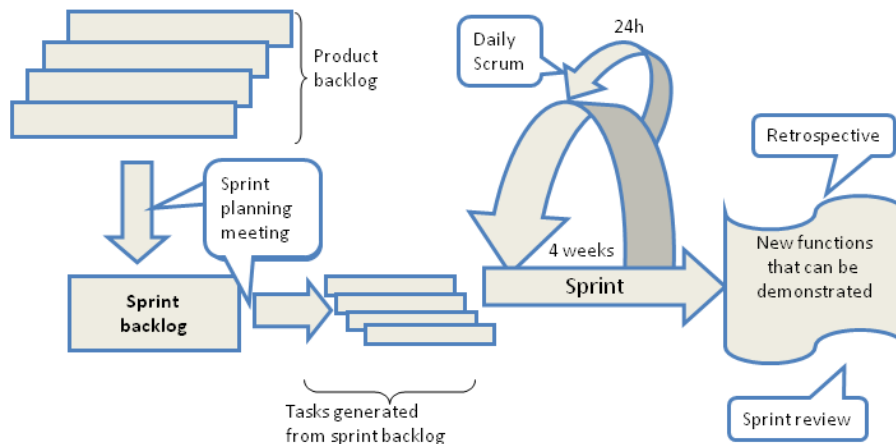 Product
backlog
Sprint
planning
meeting
Sprint
backlog
Tasks generated
from sprint backlog
Daily
Scrum
24h
4 weeks
Sprint
Retrospective
New functions
that can be
demonstrated
Sprint review